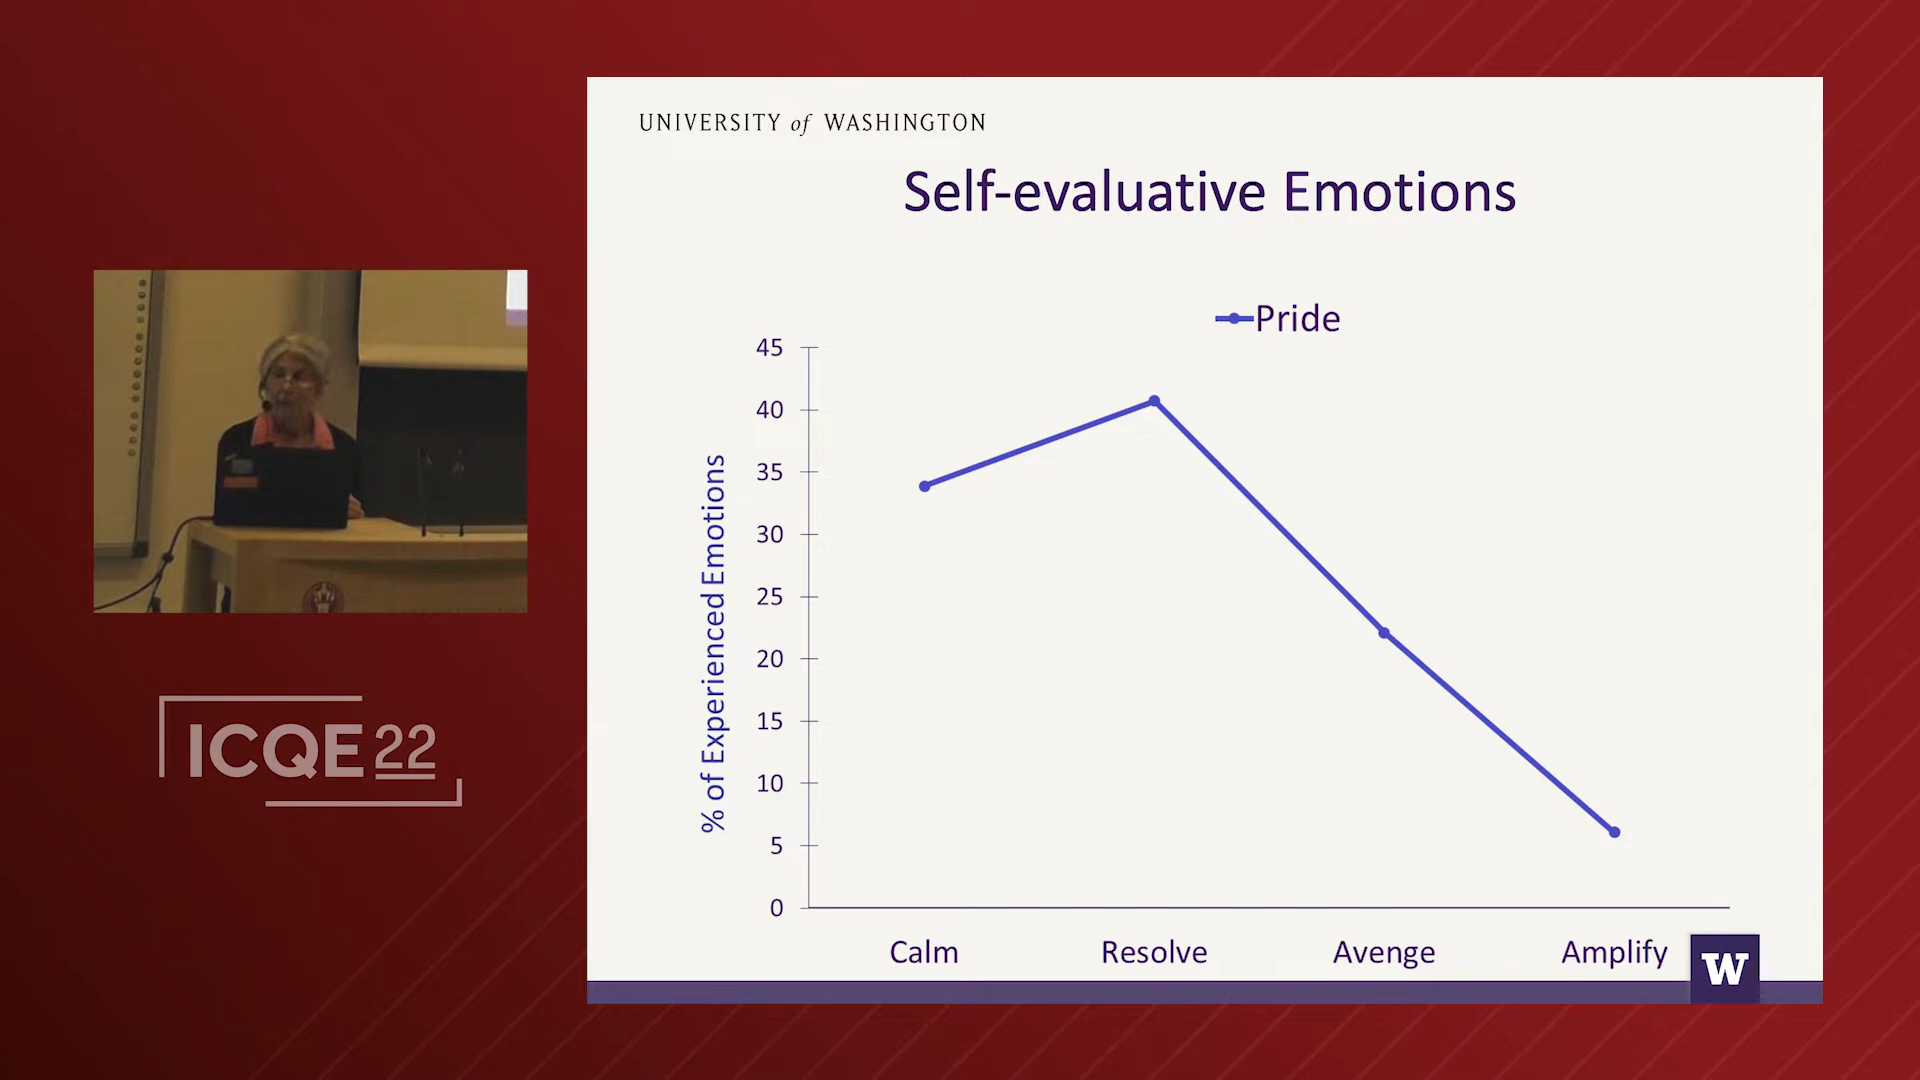 UNIVERSITY of WASHINGTON
Self-evaluative Emotions
Pride
45
40
35
30
25
20
15
10
5
0
% of Experienced Emotions
Calm Resolve Avenge Amplify
W
ICQE 22